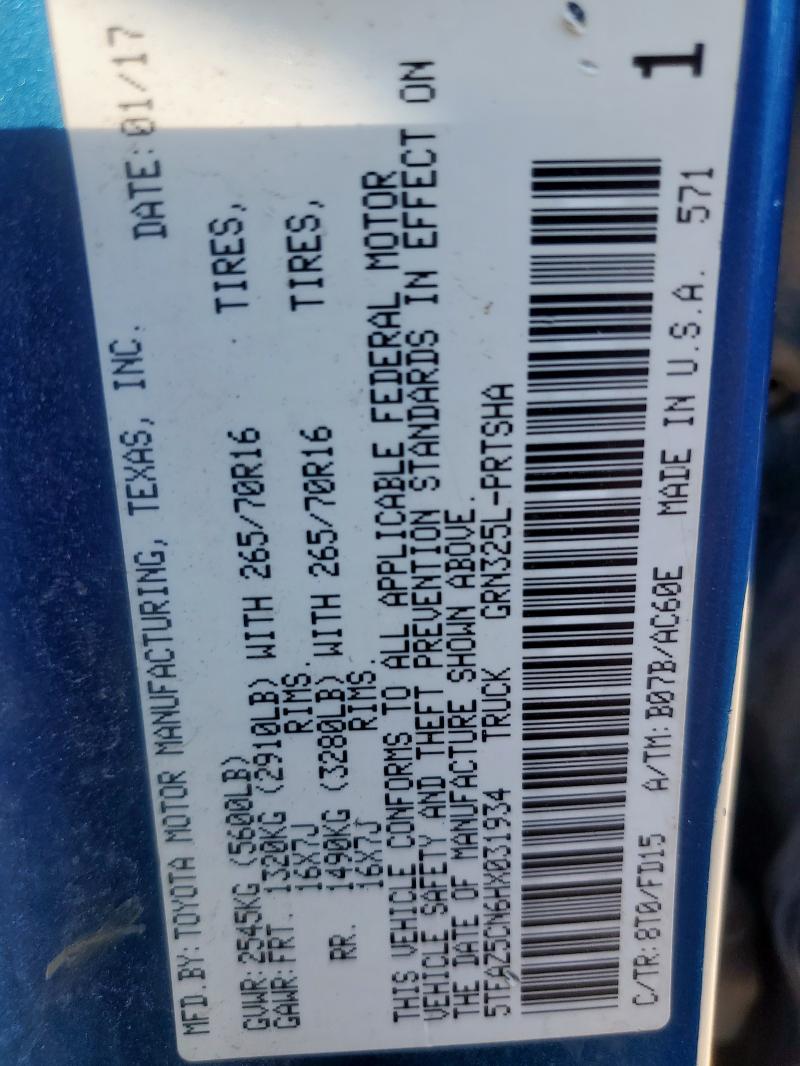 MFD.BY: TOYOTA MOTOR MANUFACTURING, TEXAS, INC. DATE: 01/17
GVWR: 2545KG (5600LB)
GAWR: FRT. 1320KG (2910LB) WITH 265/70R16 TIRES,
16X7J RIMS.
RR. 1490KG (3280LB) WITH 265/70R16 TIRES,
16X7J RIMS.
THIS VEHICLE CONFORMS TO ALL APPLICABLE FEDERAL MOTOR
VEHICLE SAFETY AND THEFT PREVENTION STANDARDS IN EFFECT ON
THE DATE OF MANUFACTURE SHOWN ABOVE.
5TFAZ5CN6HX031934 TRUCK GRN325L-PRTSHA
1
C/TR: 8T0/FD15 A/TM: B07B/AC60E MADE IN U.S.A. 571